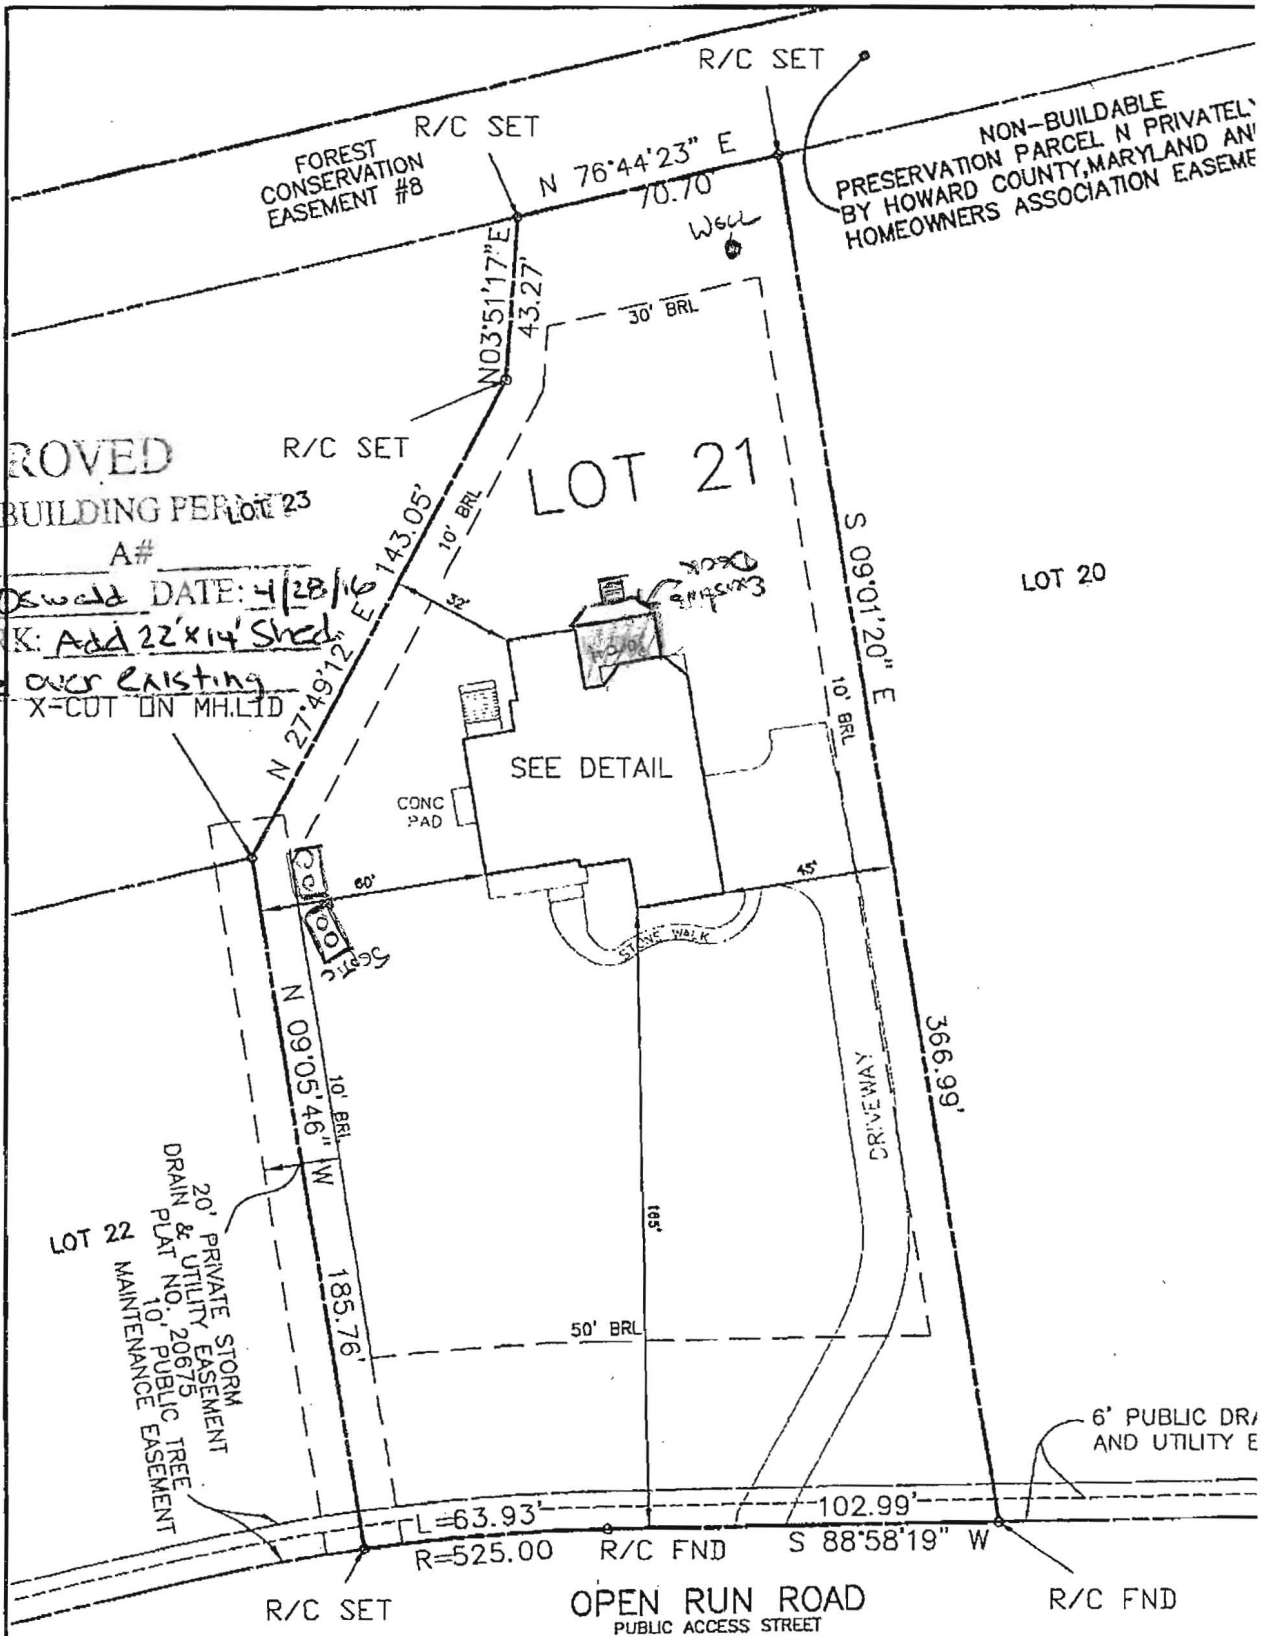 R/C SET
R/C SET
FOREST
CONSERVATION
EASEMENT #8
N 76°44'23" E
70.70'
NON-BUILDABLE
PRESERVATION PARCEL N PRIVATELY
BY HOWARD COUNTY, MARYLAND AN
HOMEOWNERS ASSOCIATION EASEME
Well
N03°51'17"E
43.27'
30' BRL
R/C SET
ROVED
BUILDING PERMIT
LOT 23
A#
Oswald DATE: 4/28/16
K: Add 22'x14' Shed
over existing
X-CUT ON MH.LID
N 27°49'12" E 143.05'
10' BRL
LOT 21
32'
Existing
Deck
S 09°01'20" E
366.99'
LOT 20
10' BRL
SEE DETAIL
CONC
PAD
60'
45'
Septic
STONE WALK
N 09°05'46" W
185.76'
10' BRL
DRIVEWAY
165'
LOT 22
20' PRIVATE STORM
DRAIN & UTILITY EASEMENT
PLAT NO. 20675
10' PUBLIC TREE
MAINTENANCE EASEMENT
50' BRL
6' PUBLIC DRA
AND UTILITY E
L=63.93'
R=525.00
102.99'
S 88°58'19" W
R/C FND
R/C SET
R/C FND
OPEN RUN ROAD
PUBLIC ACCESS STREET